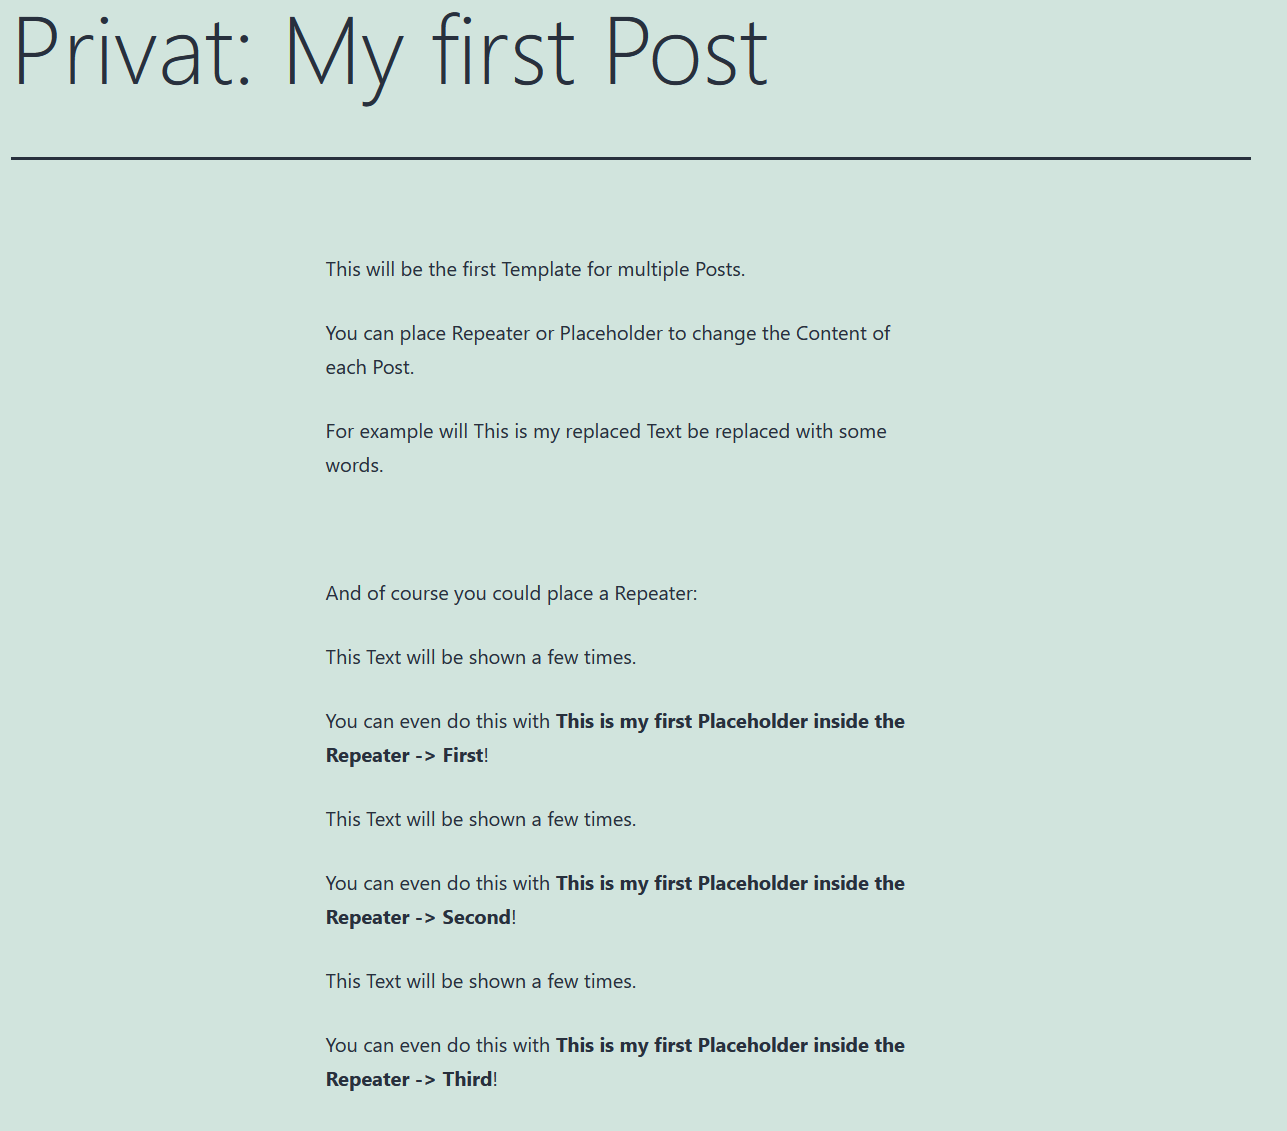 Privat: My first Post
This will be the first Template for multiple Posts.
You can place Repeater or Placeholder to change the Content of
each Post.
For example will This is my replaced Text be replaced with some
words.
And of course you could place a Repeater:
This Text will be shown a few times.
You can even do this with This is my first Placeholder inside the
Repeater -> First!
This Text will be shown a few times.
You can even do this with This is my first Placeholder inside the
Repeater -> Second!
This Text will be shown a few times.
You can even do this with This is my first Placeholder inside the
Repeater -> Third!